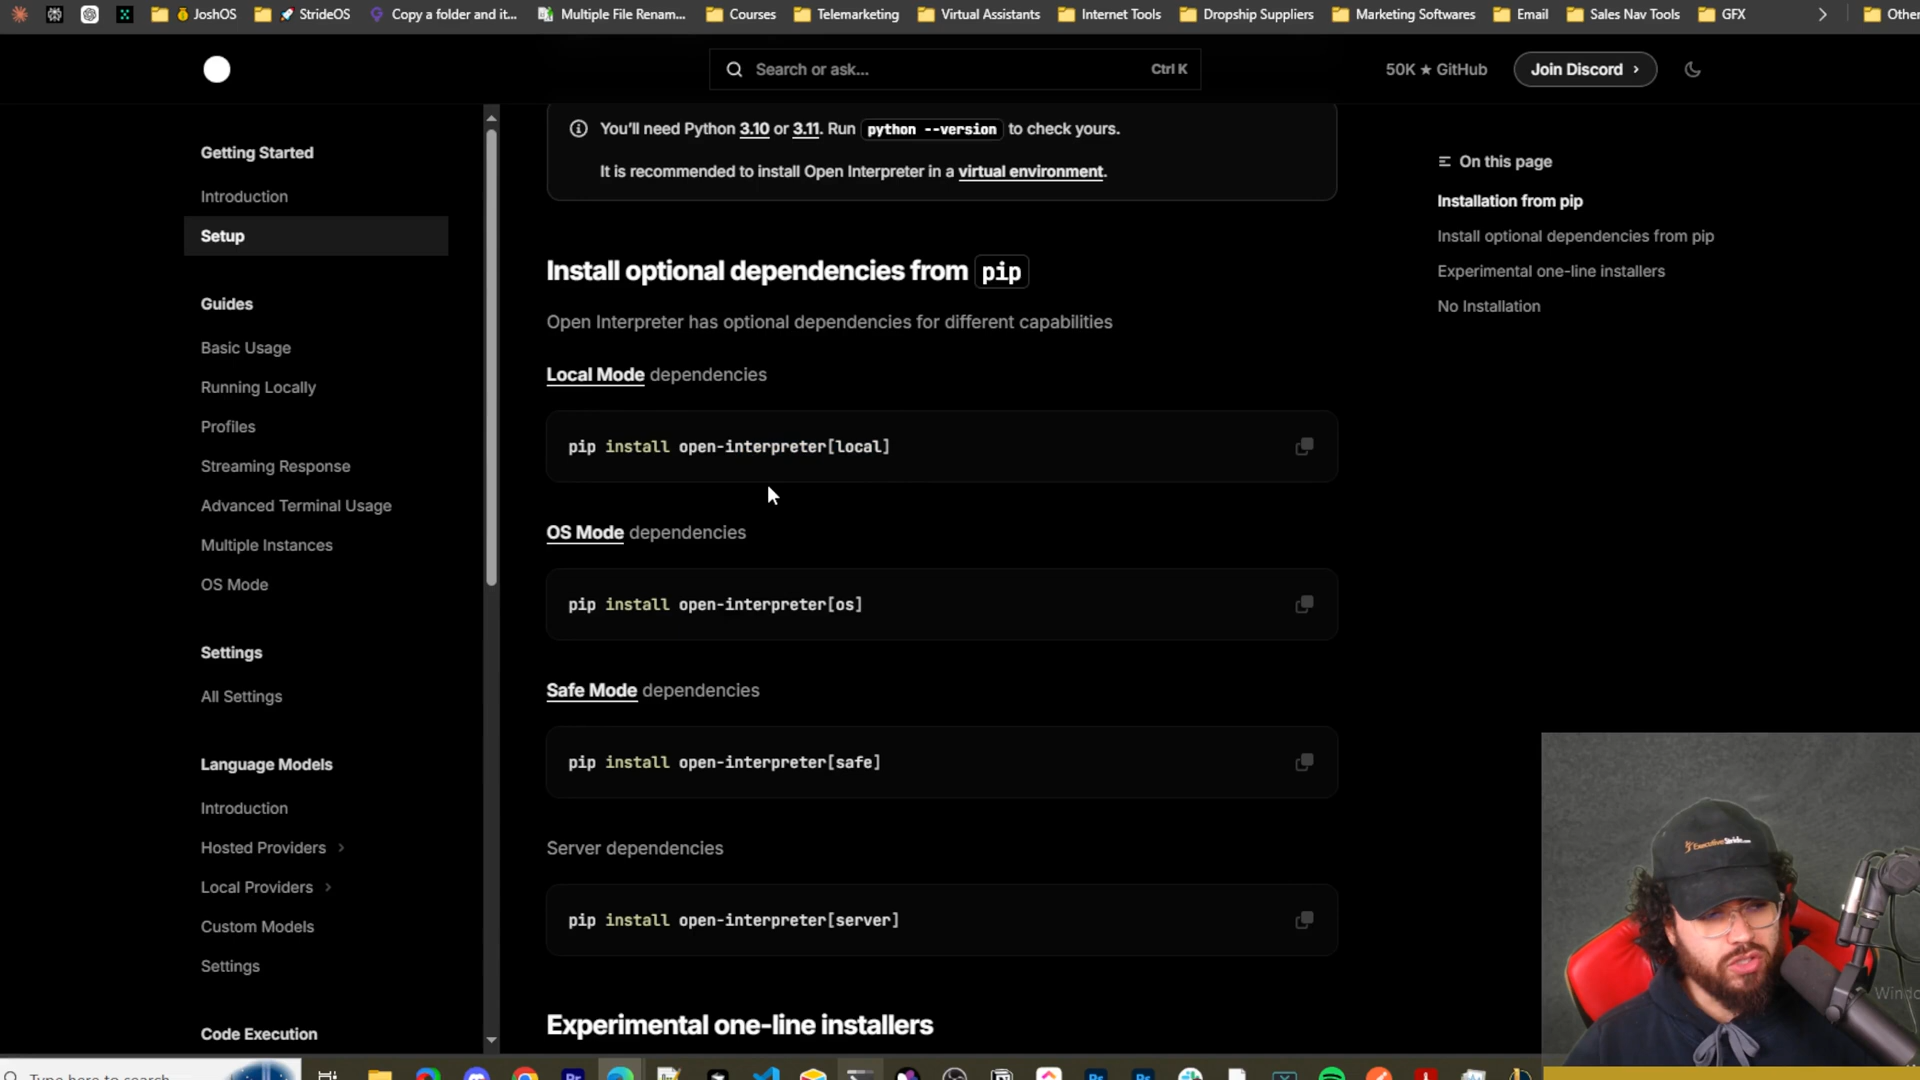 JoshOS
StrideOS
Copy a folder and it...
Multiple File Renam...
Courses
Telemarketing
Virtual Assistants
Internet Tools
Dropship Suppliers
Marketing Softwares
Email
Sales Nav Tools
GFX
Other
Search or ask...
Ctrl K
50K ★ GitHub
Join Discord ›
Getting Started
Introduction
Setup
Guides
Basic Usage
Running Locally
Profiles
Streaming Response
Advanced Terminal Usage
Multiple Instances
OS Mode
Settings
All Settings
Language Models
Introduction
Hosted Providers
Local Providers
Custom Models
Settings
Code Execution
You'll need Python 3.10 or 3.11. Run python --version to check yours.
It is recommended to install Open Interpreter in a virtual environment.
Install optional dependencies from pip
Open Interpreter has optional dependencies for different capabilities
Local Mode dependencies
pip install open-interpreter[local]
OS Mode dependencies
pip install open-interpreter[os]
Safe Mode dependencies
pip install open-interpreter[safe]
Server dependencies
pip install open-interpreter[server]
Experimental one-line installers
On this page
Installation from pip
Install optional dependencies from pip
Experimental one-line installers
No Installation
Type here to search